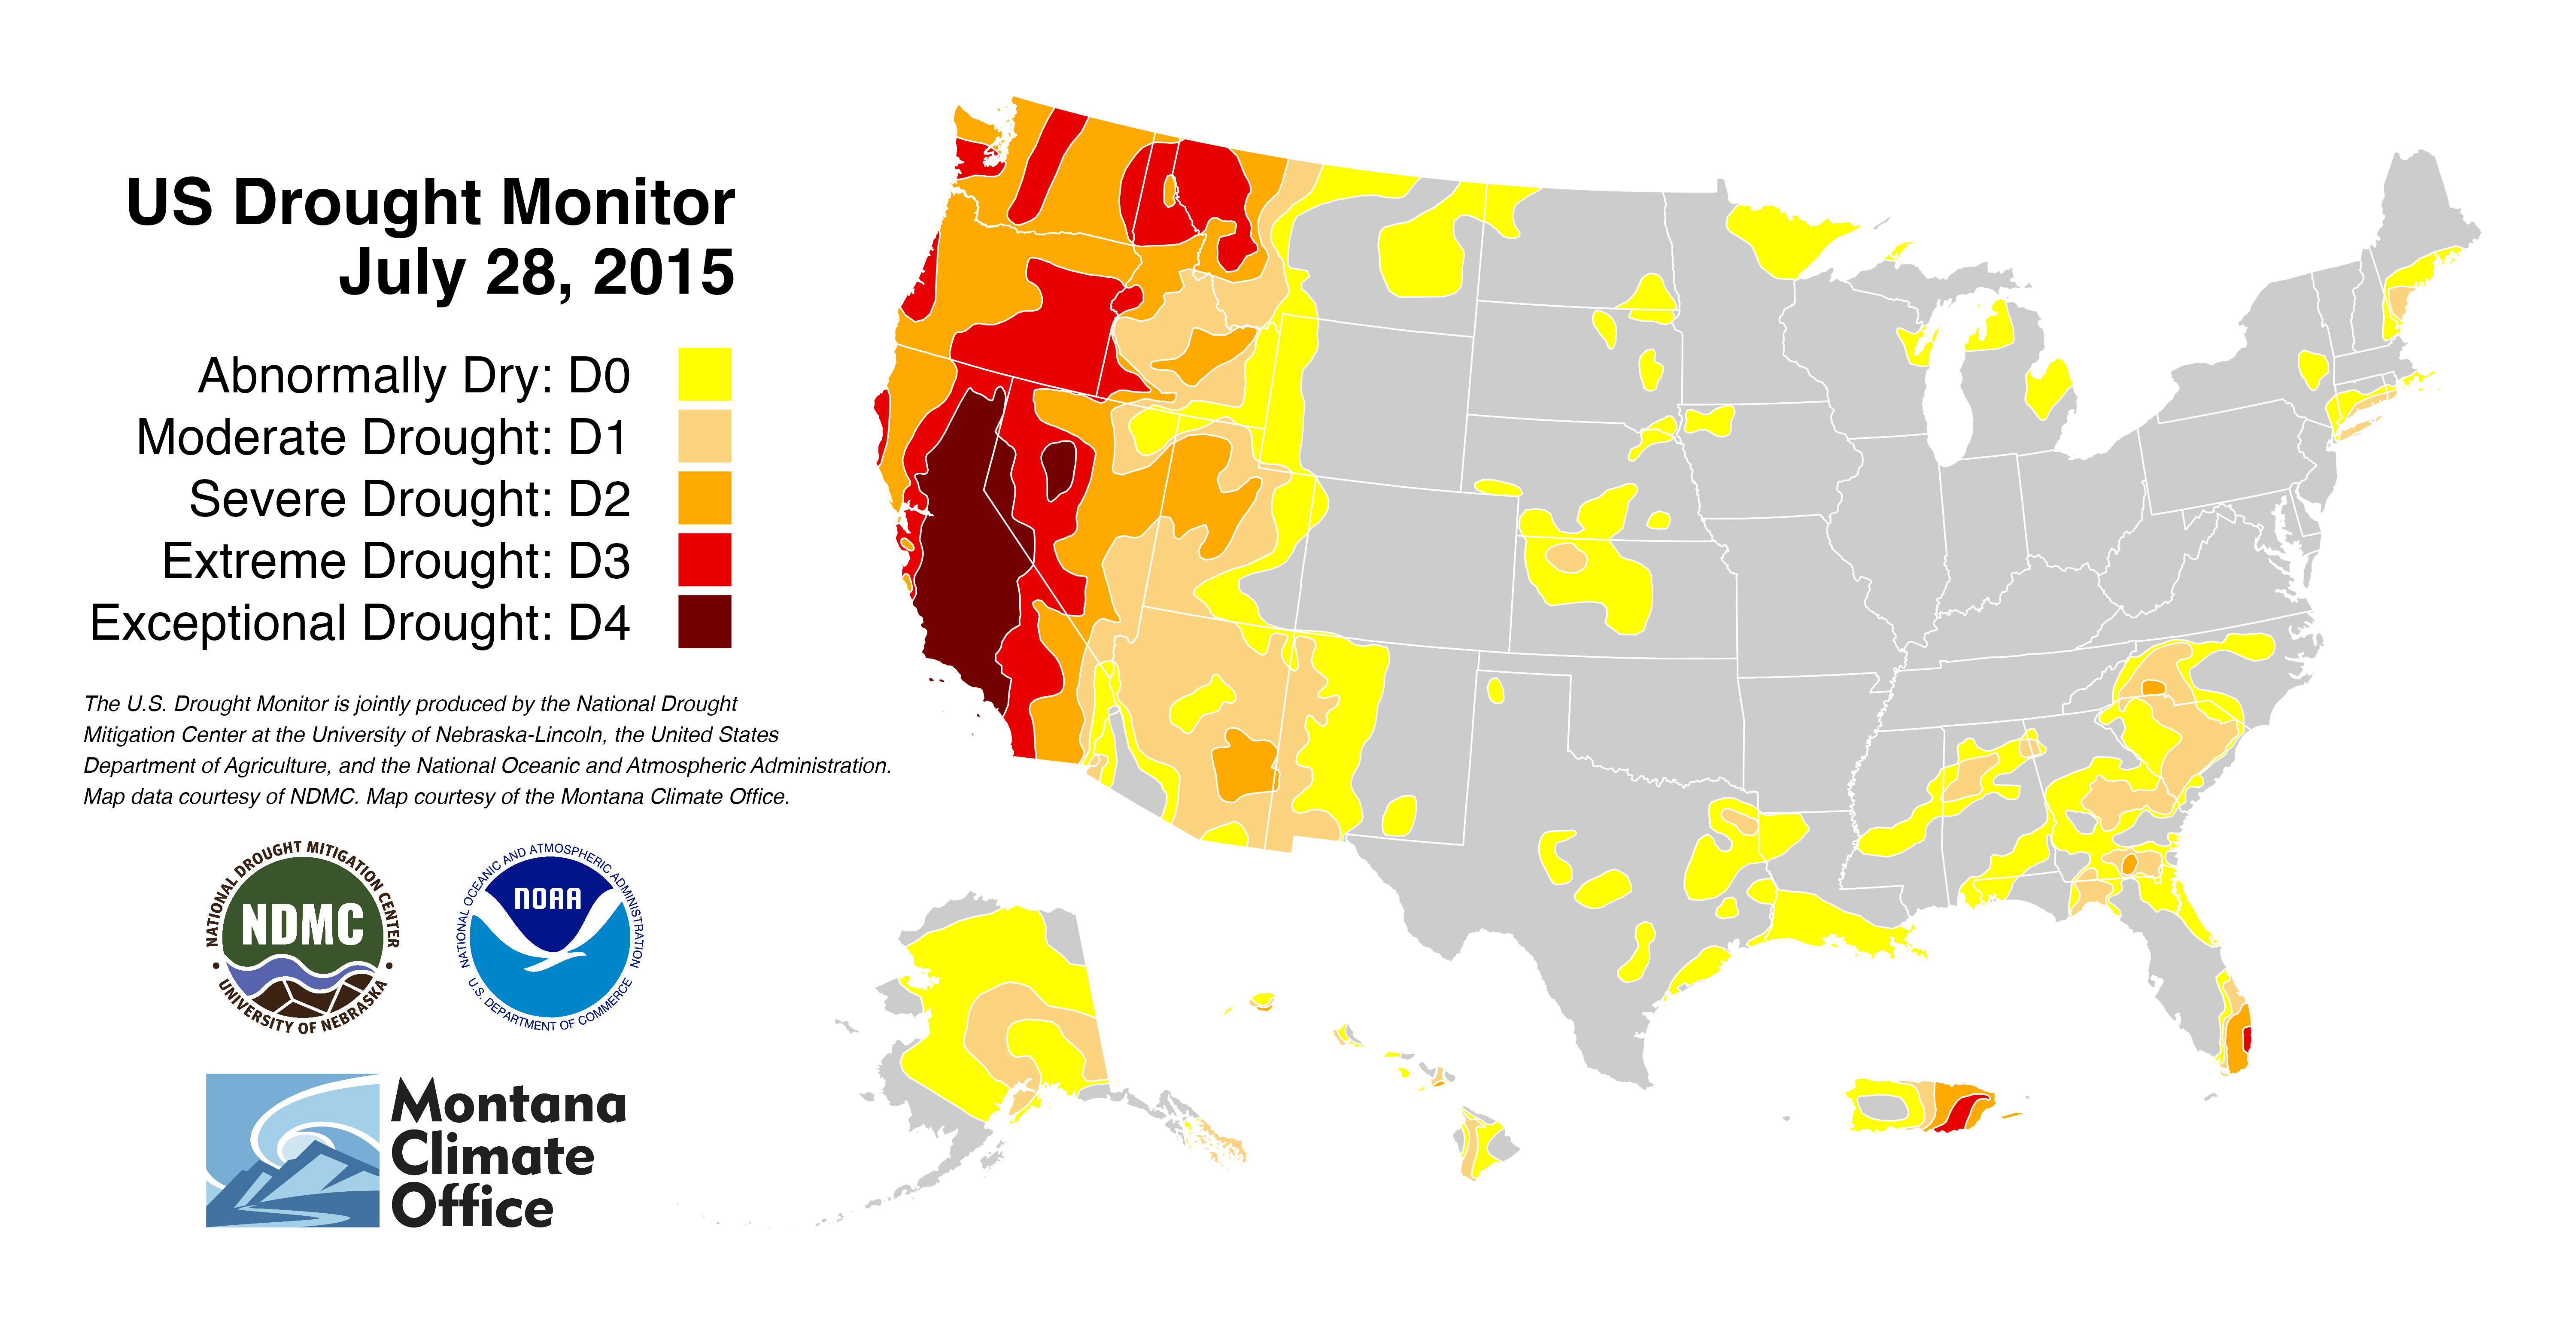 US Drought Monitor
July 28, 2015
Abnormally Dry: D0
Moderate Drought: D1
Severe Drought: D2
Extreme Drought: D3
Exceptional Drought: D4
The U.S. Drought Monitor is jointly produced by the National Drought
Mitigation Center at the University of Nebraska-Lincoln, the United States
Department of Agriculture, and the National Oceanic and Atmospheric Administration.
Map data courtesy of NDMC. Map courtesy of the Montana Climate Office.
NATIONAL DROUGHT MITIGATION CENTER
NDMC
• UNIVERSITY OF NEBRASKA •
NATIONAL OCEANIC AND ATMOSPHERIC ADMINISTRATION
NOAA
U.S. DEPARTMENT OF COMMERCE
Montana
Climate
Office